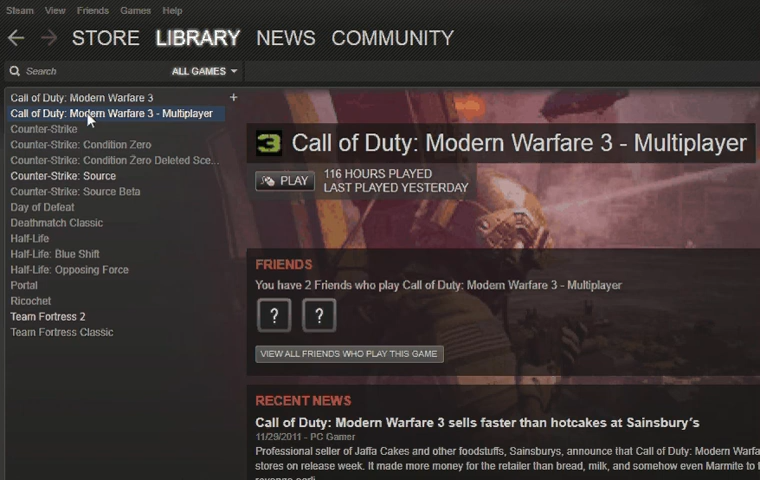 Steam View Friends Games Help
STORE LIBRARY NEWS COMMUNITY
Search ALL GAMES
Call of Duty: Modern Warfare 3 +
Call of Duty: Modern Warfare 3 - Multiplayer
Counter-Strike
Counter-Strike: Condition Zero
Counter-Strike: Condition Zero Deleted Sce...
Counter-Strike: Source
Counter-Strike: Source Beta
Day of Defeat
Deathmatch Classic
Half-Life
Half-Life: Blue Shift
Half-Life: Opposing Force
Portal
Ricochet
Team Fortress 2
Team Fortress Classic
3 Call of Duty: Modern Warfare 3 - Multiplayer
PLAY
116 HOURS PLAYED
LAST PLAYED YESTERDAY
FRIENDS
You have 2 Friends who play Call of Duty: Modern Warfare 3 - Multiplayer
? ?
VIEW ALL FRIENDS WHO PLAY THIS GAME
RECENT NEWS
Call of Duty: Modern Warfare 3 sells faster than hotcakes at Sainsbury's
11/29/2011 - PC Gamer
Professional seller of Jaffa Cakes and other foodstuffs, Sainsburys, announce that Call of Duty: Modern Warfa
stores on release week. It made more money for the retailer than bread, milk, and somehow even Marmite to